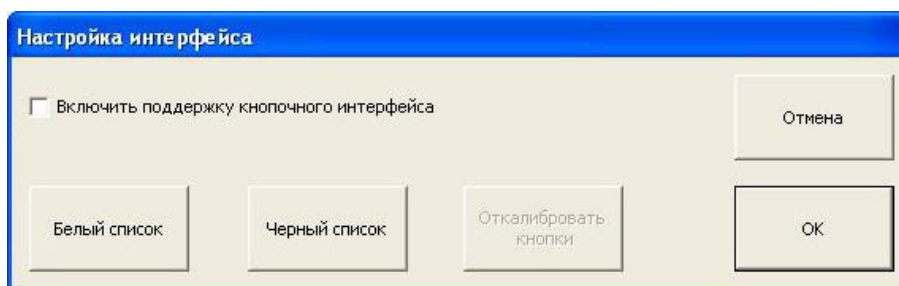 Настройка интерфейса
Включить поддержку кнопочного интерфейса
Отмена
Белый список
Черный список
Откалибровать
кнопки
OK